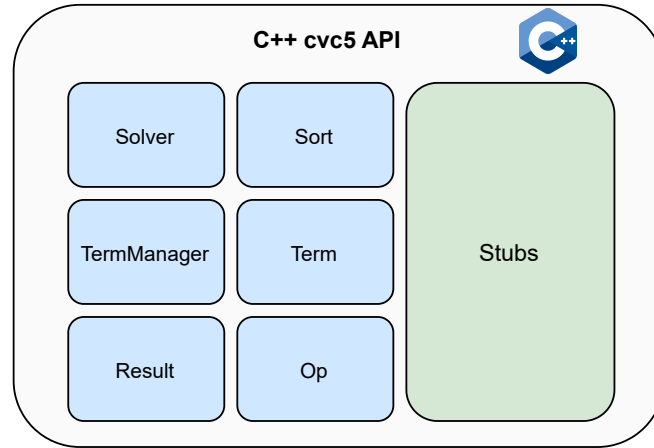 C++ cvc5 API
C++
Solver
Sort
TermManager
Term
Stubs
Result
Op